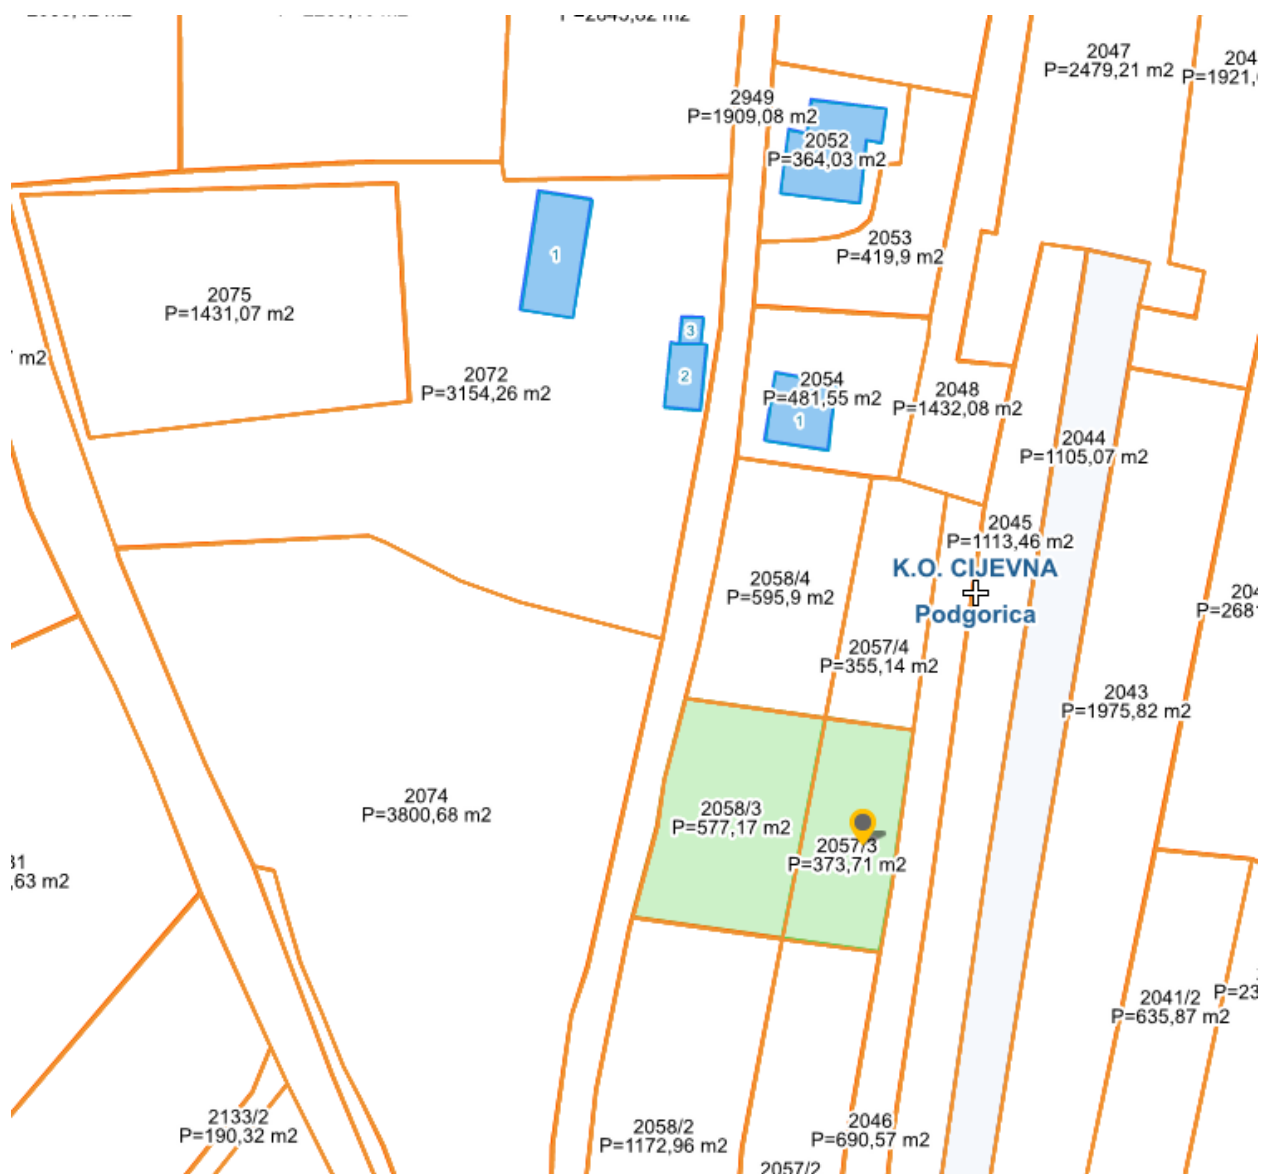 2047
P=2479,21 m2
2949
P=1909,08 m2
2052
P=364,03 m2
2053
P=419,9 m2
1
2075
P=1431,07 m2
3
m2
2
2072
P=3154,26 m2
2054
P=481,55 m2
1
2048
P=1432,08 m2
2044
P=1105,07 m2
2045
P=1113,46 m2
K.O. CIJEVNA
Podgorica
2058/4
P=595,9 m2
2057/4
P=355,14 m2
2043
P=1975,82 m2
2074
P=3800,68 m2
2058/3
P=577,17 m2
2057/3
P=373,71 m2
,63 m2
2041/2
P=635,87 m2
2133/2
P=190,32 m2
2058/2
P=1172,96 m2
2046
P=690,57 m2
2057/2